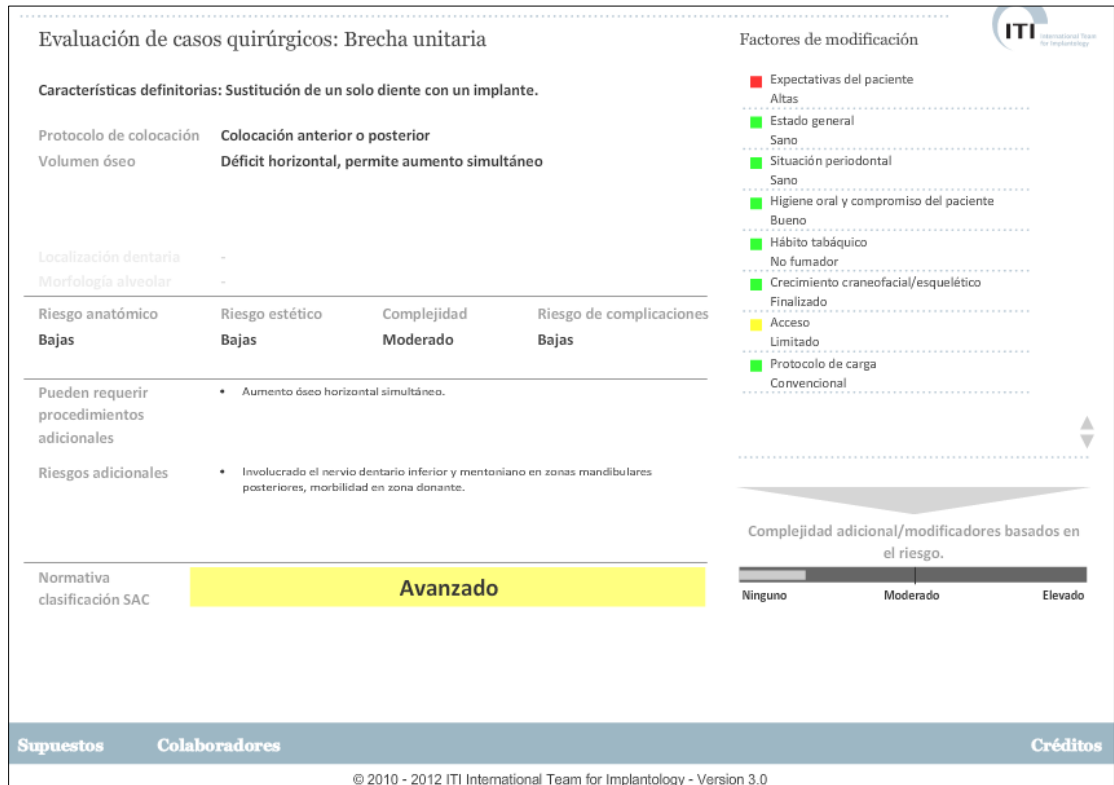 Evaluación de casos quirúrgicos: Brecha unitaria
Características definitorias: Sustitución de un solo diente con un implante.
Protocolo de colocación Colocación anterior o posterior
Volumen óseo Déficit horizontal, permite aumento simultáneo
Localización dentaria -
Morfología alveolar -
Riesgo anatómico Riesgo estético Complejidad Riesgo de complicaciones
Bajas Bajas Moderado Bajas
Pueden requerir
procedimientos
adicionales
• Aumento óseo horizontal simultáneo.
Riesgos adicionales
• Involucrado el nervio dentario inferior y mentoniano en zonas mandibulares
posteriores, morbilidad en zona donante.
Normativa
clasificación SAC
Avanzado
Factores de modificación
ITI International Team
for Implantology
Expectativas del paciente
Altas
Estado general
Sano
Situación periodontal
Sano
Higiene oral y compromiso del paciente
Bueno
Hábito tabáquico
No fumador
Crecimiento craneofacial/esquelético
Finalizado
Acceso
Limitado
Protocolo de carga
Convencional
Complejidad adicional/modificadores basados en
el riesgo.
Ninguno Moderado Elevado
Supuestos Colaboradores Créditos
© 2010 - 2012 ITI International Team for Implantology - Version 3.0